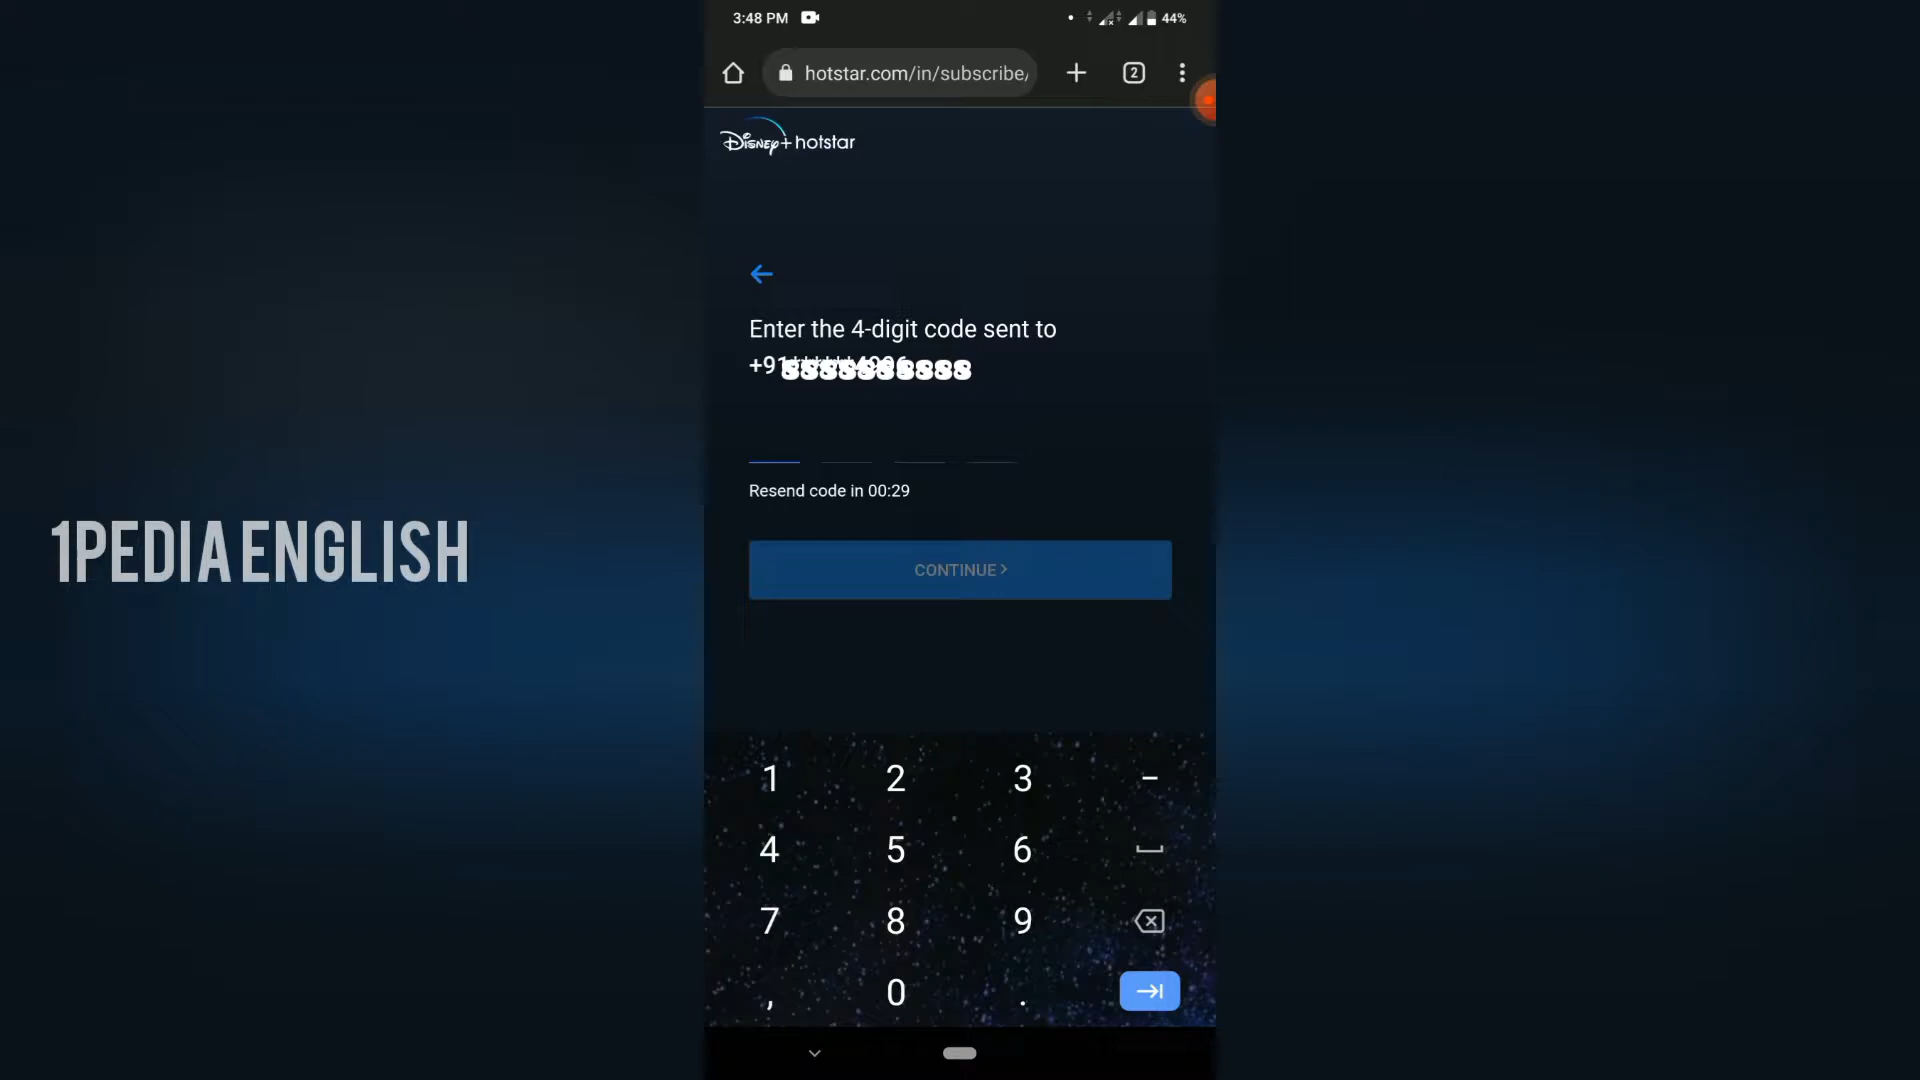 3:48 PM
44%
hotstar.com/in/subscribe/
2
Disney+ hotstar
Enter the 4-digit code sent to
+91
Resend code in 00:29
CONTINUE >
1PEDIA ENGLISH
1 2 3 -
4 5 6
7 8 9
, 0 .